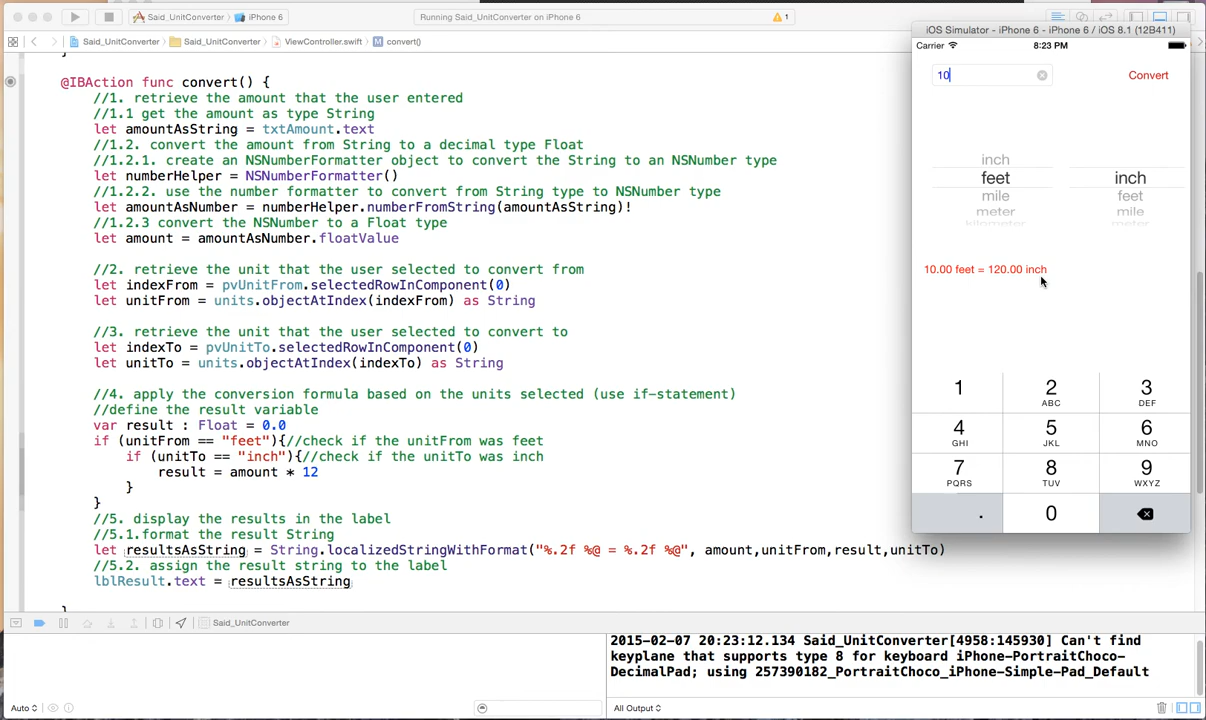 Said_UnitConverter
iPhone 6
Running Said_UnitConverter on iPhone 6
1
Said_UnitConverter
Said_UnitConverter
ViewController.swift
M
convert()
}
@IBAction func convert() {
//1. retrieve the amount that the user entered
//1.1 get the amount as type String
let amountAsString = txtAmount.text
//1.2. convert the amount from String to a decimal type Float
//1.2.1. create an NSNumberFormatter object to convert the String to an NSNumber type
let numberHelper = NSNumberFormatter()
//1.2.2. use the number formatter to convert from String type to NSNumber type
let amountAsNumber = numberHelper.numberFromString(amountAsString)!
//1.2.3 convert the NSNumber to a Float type
let amount = amountAsNumber.floatValue
//2. retrieve the unit that the user selected to convert from
let indexFrom = pvUnitFrom.selectedRowInComponent(0)
let unitFrom = units.objectAtIndex(indexFrom) as String
//3. retrieve the unit that the user selected to convert to
let indexTo = pvUnitTo.selectedRowInComponent(0)
let unitTo = units.objectAtIndex(indexTo) as String
//4. apply the conversion formula based on the units selected (use if-statement)
//define the result variable
var result : Float = 0.0
if (unitFrom == "feet"){//check if the unitFrom was feet
if (unitTo == "inch"){//check if the unitTo was inch
result = amount * 12
}
}
//5. display the results in the label
//5.1.format the result String
let resultsAsString = String.localizedStringWithFormat("%.2f %@ = %.2f %@", amount,unitFrom,result,unitTo)
//5.2. assign the result string to the label
lblResult.text = resultsAsString
}
iOS Simulator - iPhone 6 - iPhone 6 / iOS 8.1 (12B411)
Carrier
8:23 PM
10
Convert
inch
feet inch
mile feet
meter mile
kilometer meter
10.00 feet = 120.00 inch
1 2 3
ABC DEF
4 5 6
GHI JKL MNO
7 8 9
PQRS TUV WXYZ
. 0
Said_UnitConverter
2015-02-07 20:23:12.134 Said_UnitConverter[4958:145930] Can't find
keyplane that supports type 8 for keyboard iPhone-PortraitChoco-
DecimalPad; using 257390182_PortraitChoco_iPhone-Simple-Pad_Default
Auto
All Output